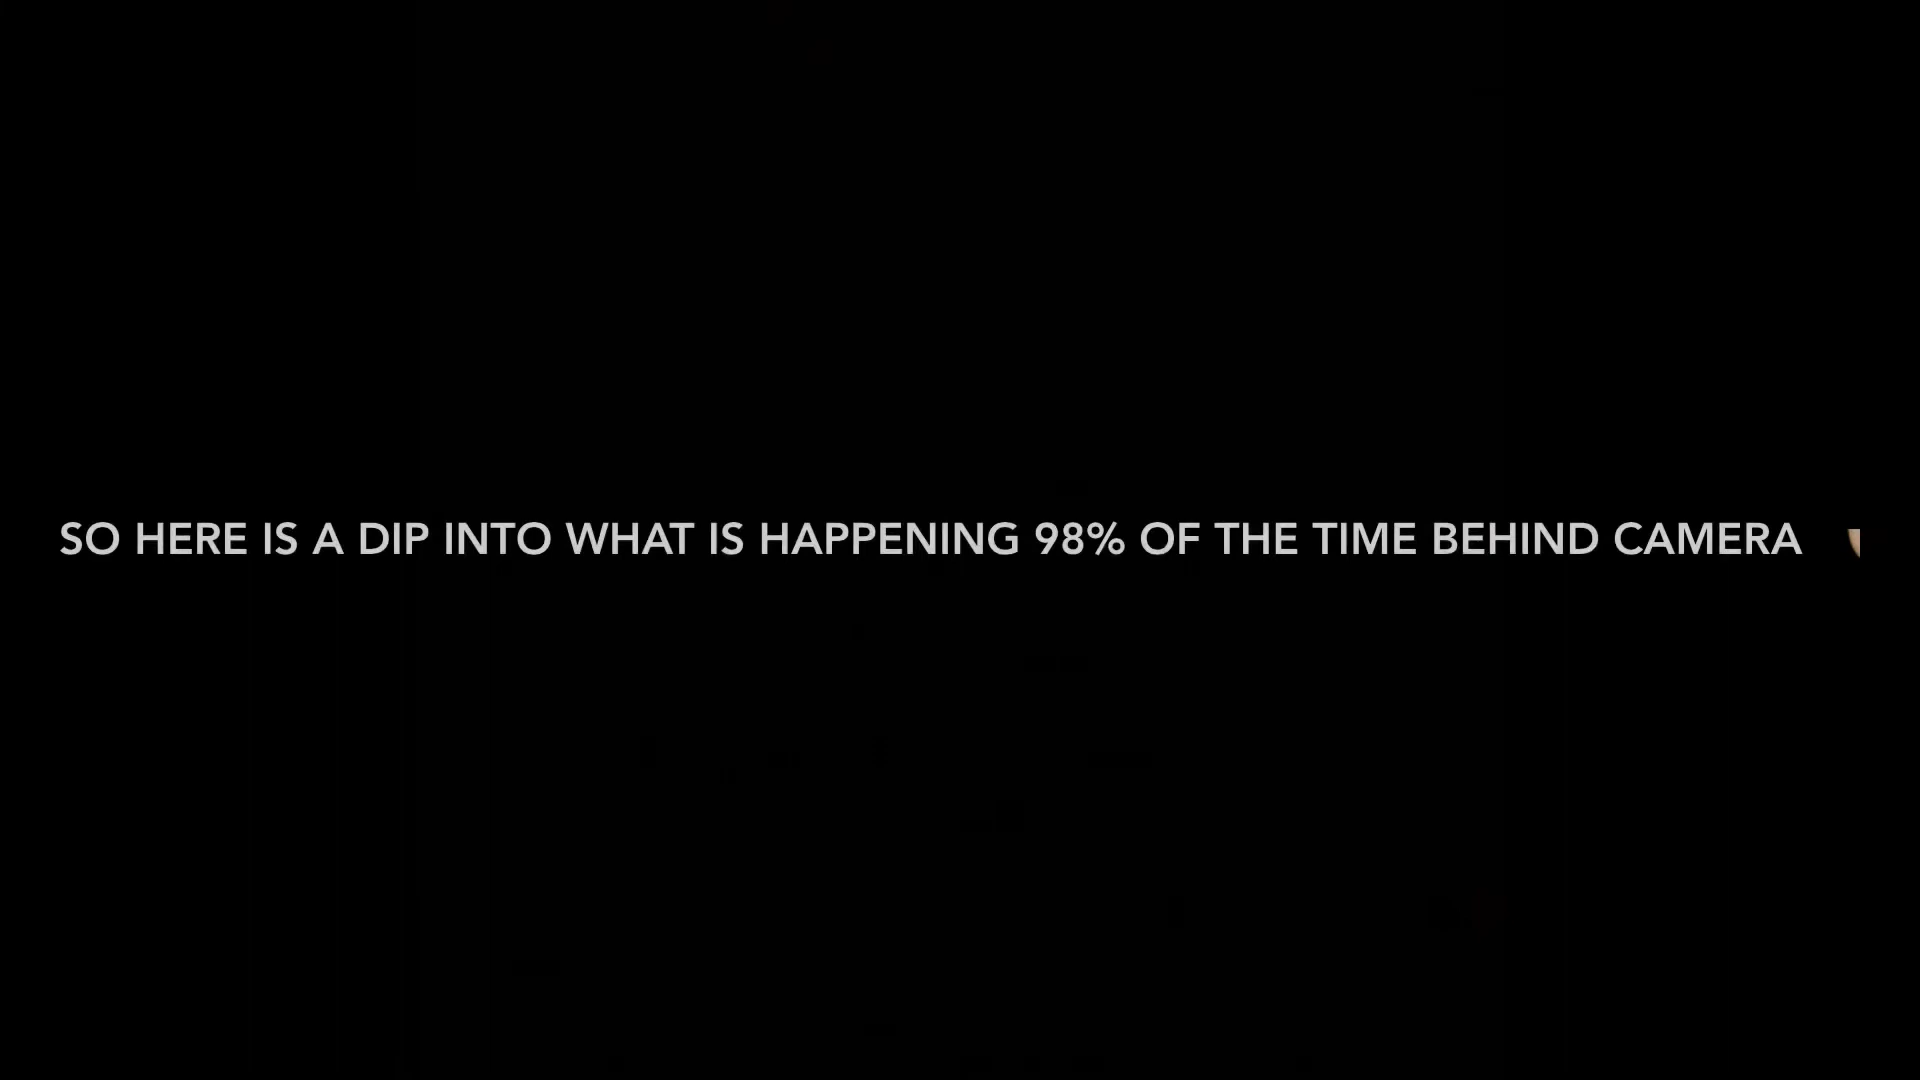 SO HERE IS A DIP INTO WHAT IS HAPPENING 98% OF THE TIME BEHIND CAMERA